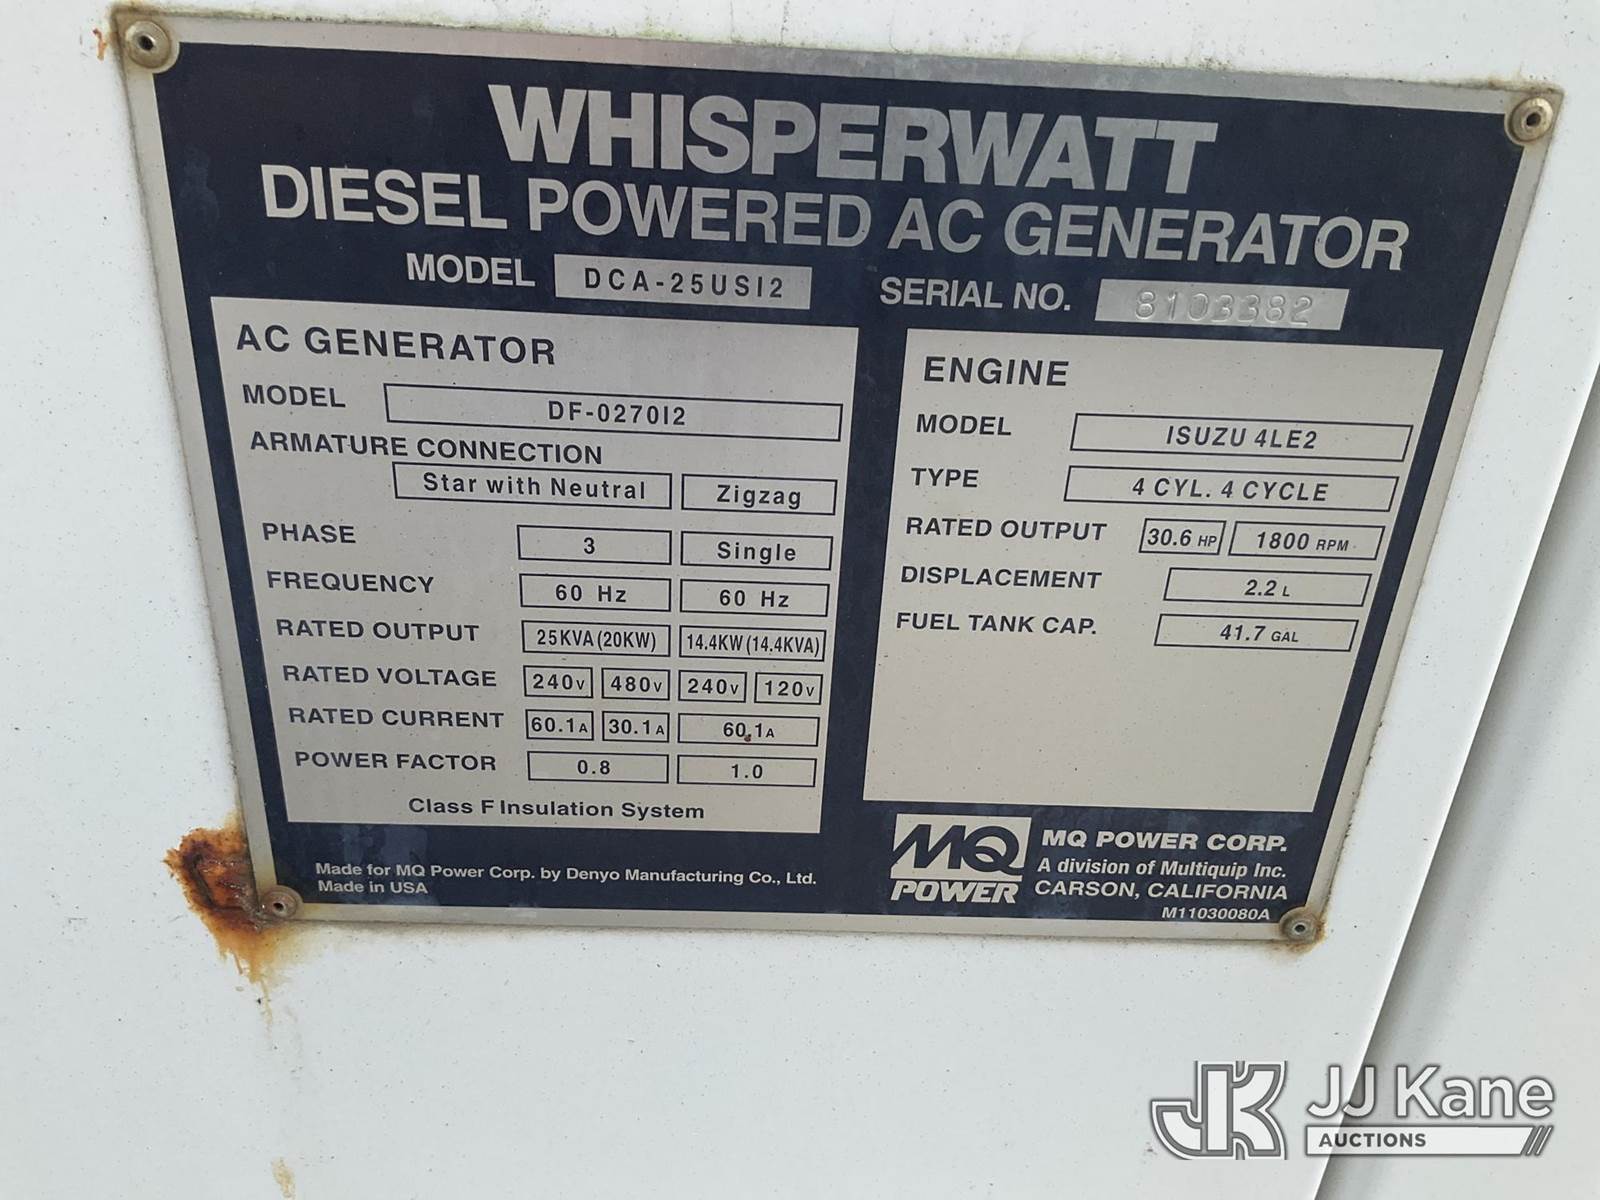 WHISPERWATT
DIESEL POWERED AC GENERATOR
MODEL DCA-25USI2 SERIAL NO. 8103382
AC GENERATOR
MODEL DF-0270I2
ARMATURE CONNECTION
Star with Neutral Zigzag
PHASE 3 Single
FREQUENCY 60 Hz 60 Hz
RATED OUTPUT 25KVA (20KW) 14.4KW (14.4KVA)
RATED VOLTAGE 240V 480V 240V 120V
RATED CURRENT 60.1A 30.1A 60.1A
POWER FACTOR 0.8 1.0
Class F Insulation System
ENGINE
MODEL ISUZU 4LE2
TYPE 4 CYL. 4 CYCLE
RATED OUTPUT 30.6 HP 1800 RPM
DISPLACEMENT 2.2 L
FUEL TANK CAP. 41.7 GAL
Made for MQ Power Corp. by Denyo Manufacturing Co., Ltd.
Made in USA
MQ
POWER
MQ POWER CORP.
A division of Multiquip Inc.
CARSON, CALIFORNIA
M11030080A
JK JJ Kane
AUCTIONS